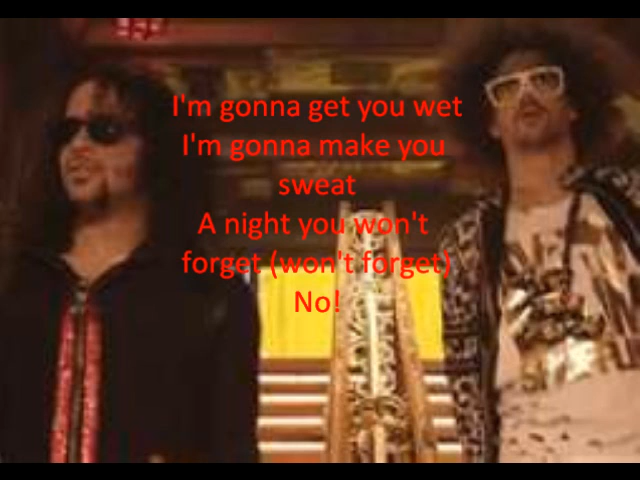 I'm gonna get you wet
I'm gonna make you
sweat
A night you won't
forget (won't forget)
No!